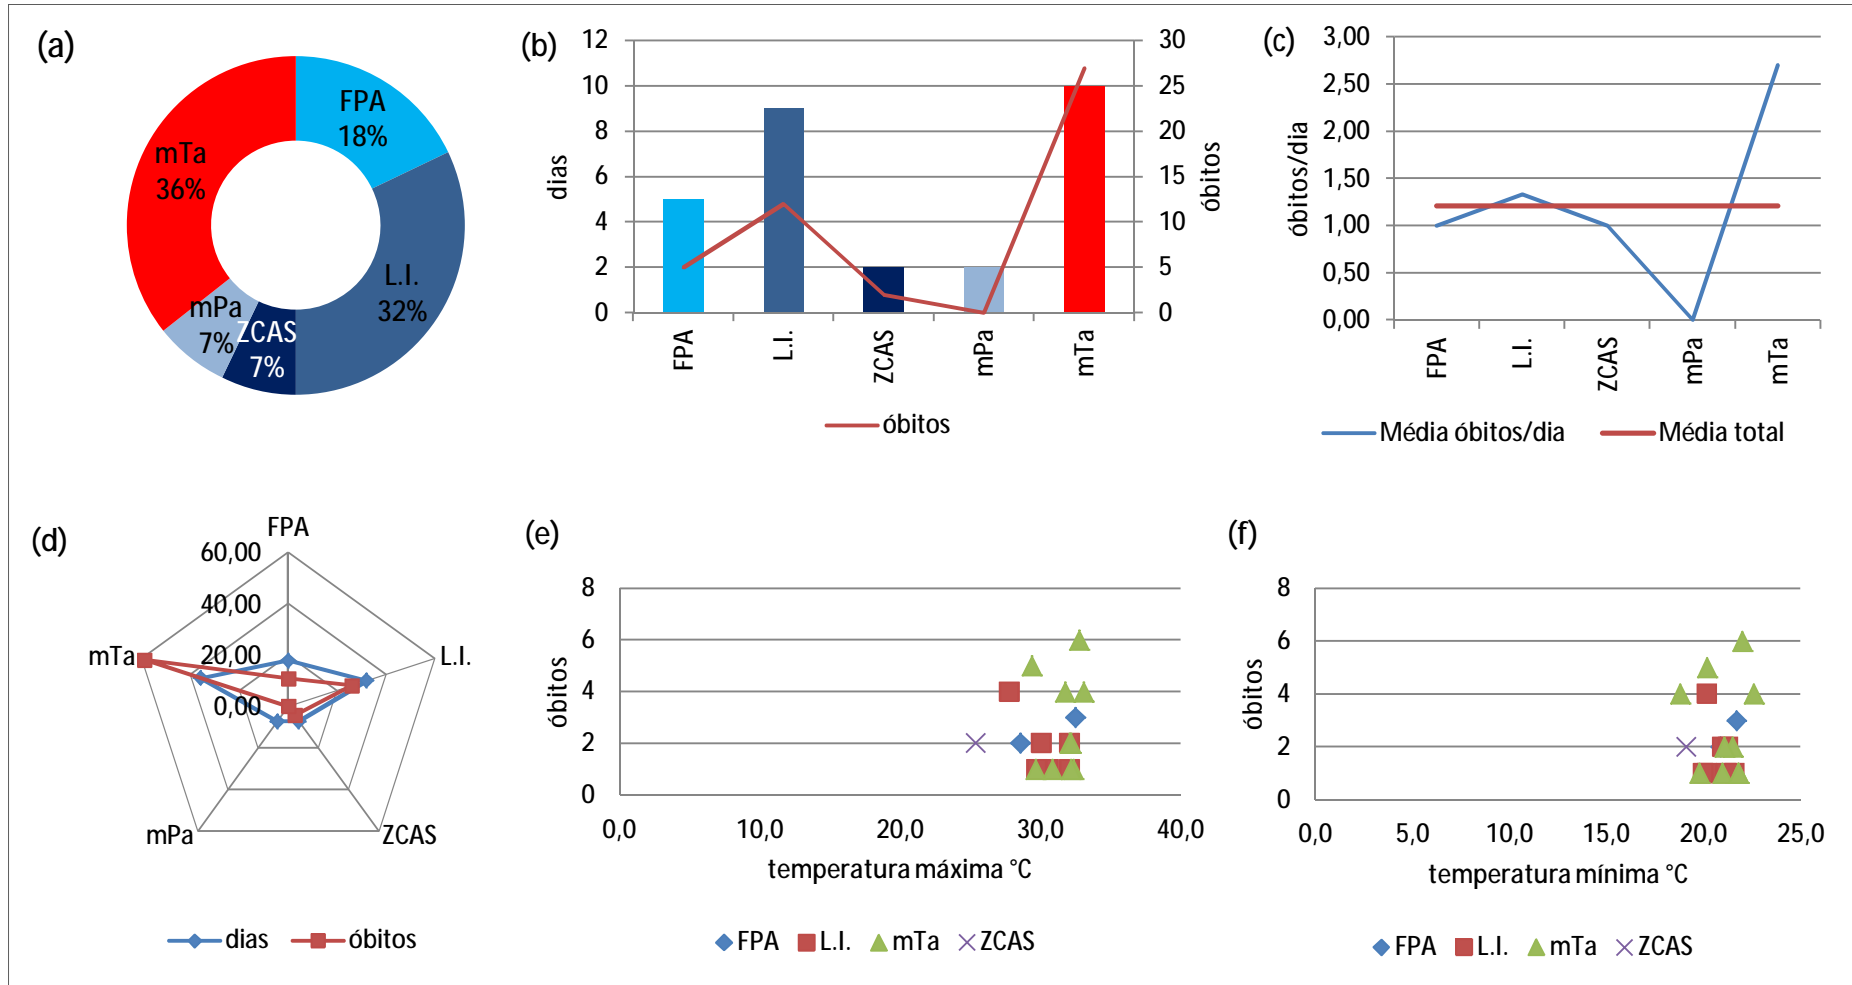 (a)
FPA
18%
L.I.
32%
ZCAS
7%
mPa
7%
mTa
36%
(b)
12
10
8
6
4
2
0
dias
30
25
20
15
10
5
0
óbitos
FPA
L.I.
ZCAS
mPa
mTa
óbitos
(c)
3,00
2,50
2,00
1,50
1,00
0,50
0,00
óbitos/dia
FPA
L.I.
ZCAS
mPa
mTa
Média óbitos/dia
Média total
(d)
FPA
60,00
40,00
20,00
0,00
L.I.
ZCAS
mPa
mTa
dias
óbitos
(e)
8
6
4
2
0
óbitos
0,0 10,0 20,0 30,0 40,0
temperatura máxima °C
FPA L.I. mTa ZCAS
(f)
8
6
4
2
0
óbitos
0,0 5,0 10,0 15,0 20,0 25,0
temperatura mínima °C
FPA L.I. mTa ZCAS